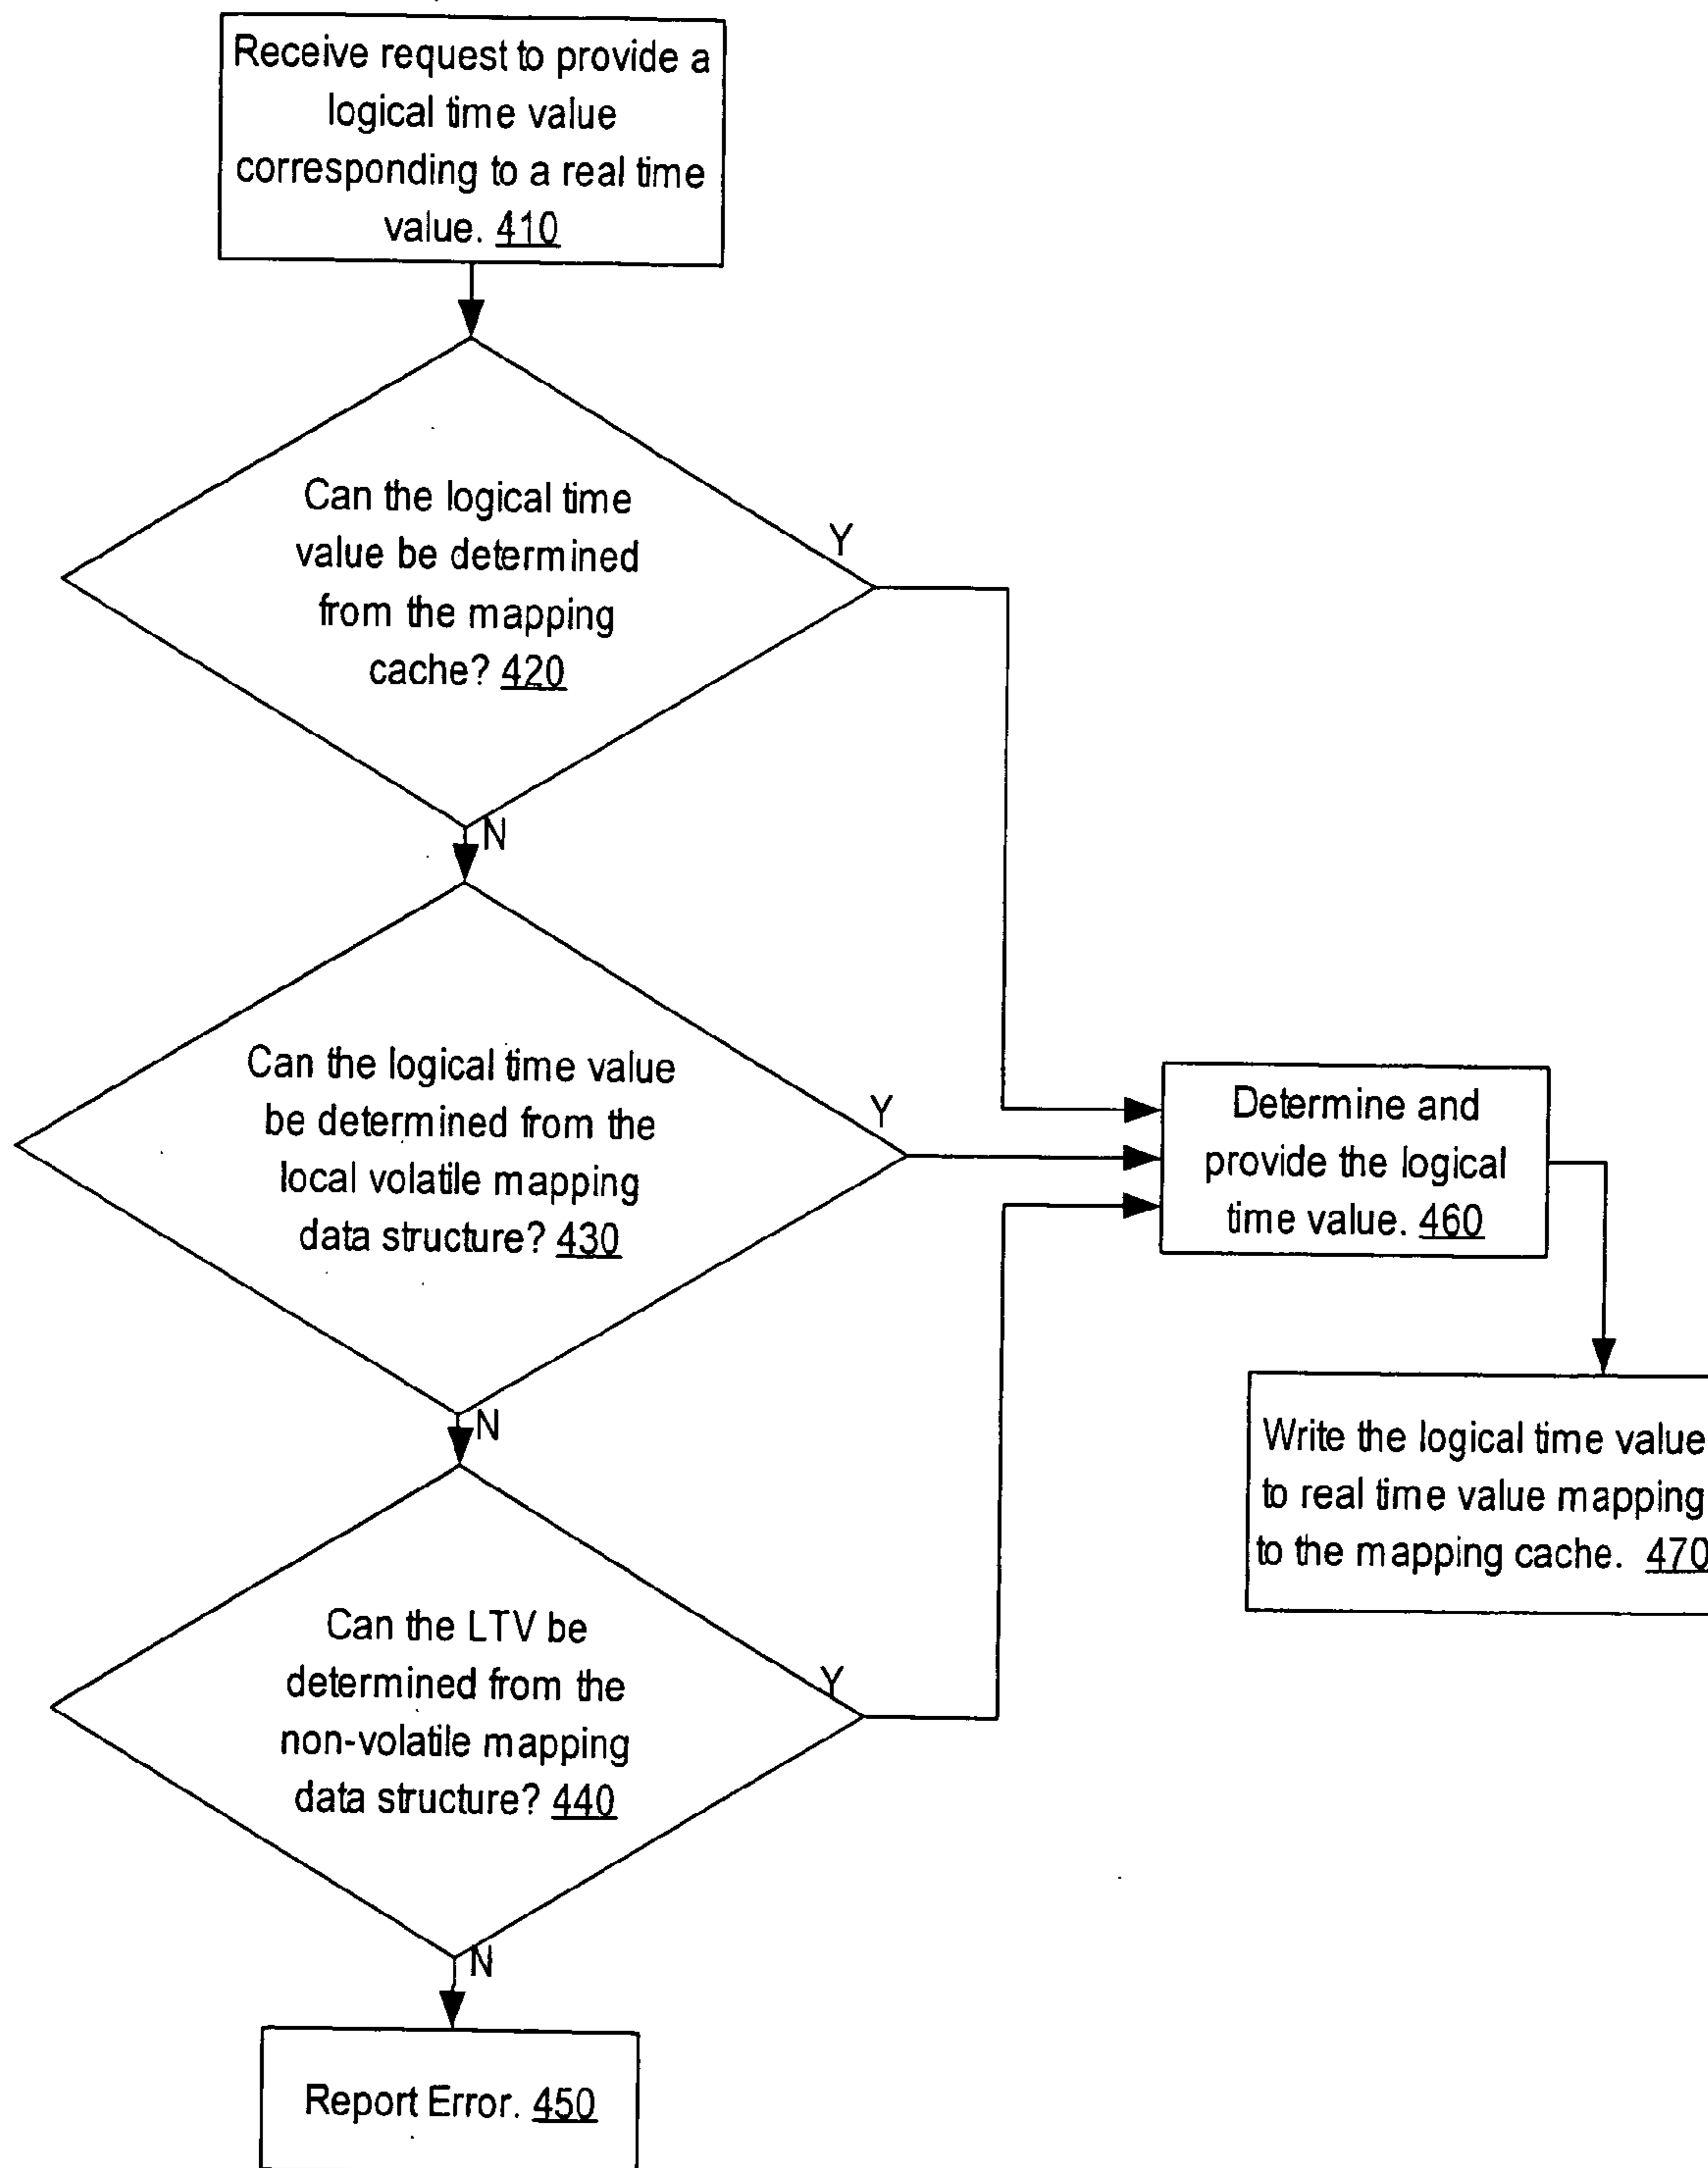 Receive request to provide a
logical time value
corresponding to a real time
value. 410
Can the logical time
value be determined
from the mapping
cache? 420
Y
N
Can the logical time value
be determined from the
local volatile mapping
data structure? 430
Y
N
Can the LTV be
determined from the
non-volatile mapping
data structure? 440
Y
N
Report Error. 450
Determine and
provide the logical
time value. 460
Write the logical time value
to real time value mapping
to the mapping cache. 470